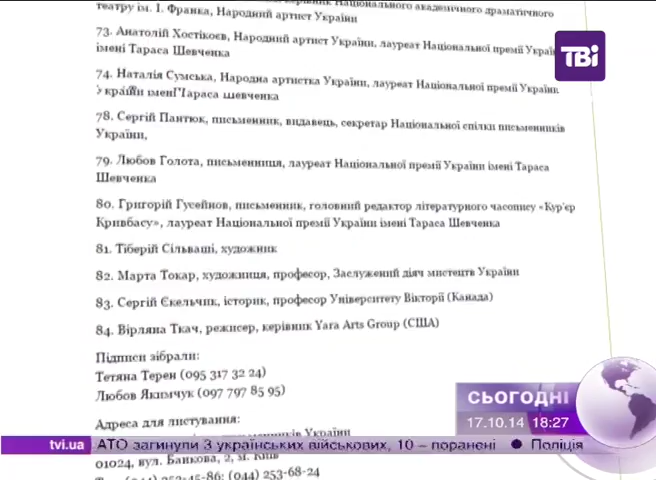 театру ім. І. Франка, Народний артист України
73. Анатолій Хостікоєв, Народний артист України, лауреат Національної премії України
імені Тараса Шевченка
74. Наталія Сумська, Народна артистка України, лауреат Національної премії України
України імені Тараса Шевченка
78. Сергій Пантюк, письменник, видавець, секретар Національної спілки письменників
України,
79. Любов Голота, письменниця, лауреат Національної премії України імені Тараса
Шевченка
80. Григорій Гусейнов, письменник, головний редактор літературного часопису «Кур'єр
Кривбасу», лауреат Національної премії України імені Тараса Шевченка
81. Тіберій Сільваші, художник
82. Марта Токар, художниця, професор, Заслужений діяч мистецтв України
83. Сергій Єкельчик, історик, професор Університету Вікторії (Канада)
84. Вірляна Ткач, режисер, керівник Yara Arts Group (США)
Підписи зібрали:
Тетяна Терен (095 317 32 24)
Любов Якимчук (097 797 85 95)
Адреса для листування:
України
01024, вул. Банкова, 2, м. Київ
(044) 253-68-24
ТВі
СЬОГОДНІ
17.10.14 18:27
tvi.ua АТО загинули 3 українських військових, 10 – поранені ● Поліція